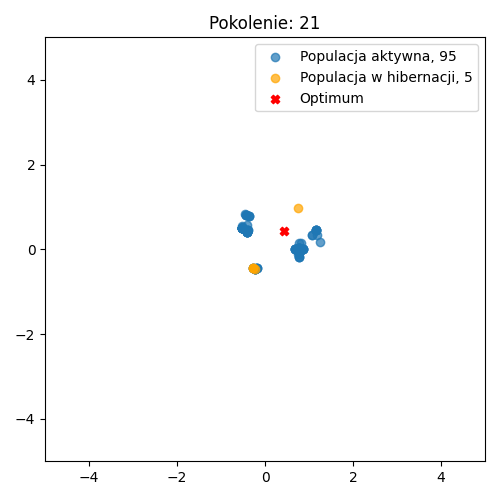 Pokolenie: 21
Populacja aktywna, 95
Populacja w hibernacji, 5
Optimum
4
2
0
−2
−4
−4 −2 0 2 4